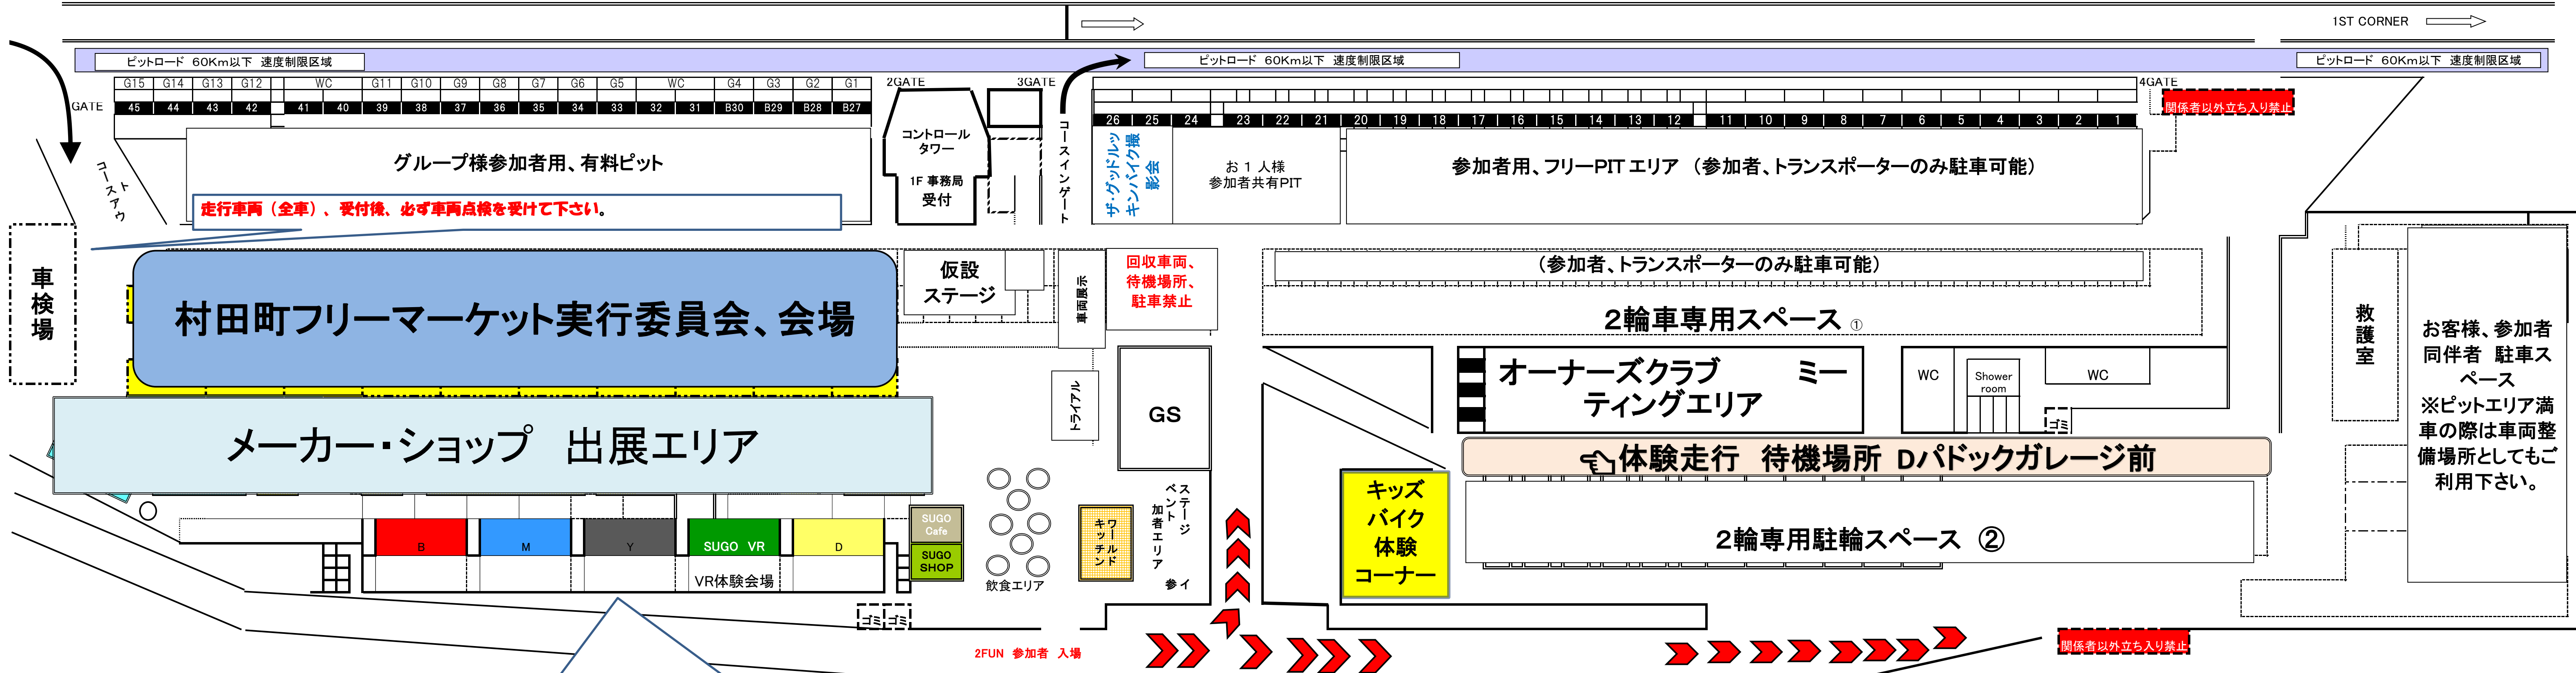 1ST CORNER
ピットロード 60Km以下 速度制限区域
ピットロード 60Km以下 速度制限区域
ピットロード 60Km以下 速度制限区域
G15 G14 G13 G12 WC G11 G10 G9 G8 G7 G6 G5 WC G4 G3 G2 G1
2GATE
3GATE
4GATE
GATE
45 44 43 42 41 40 39 38 37 36 35 34 33 32 31 B30 B29 B28 B27
26 25 24 23 22 21 20 19 18 17 16 15 14 13 12 11 10 9 8 7 6 5 4 3 2 1
関係者以外立ち入り禁止
コースアウト
グループ様参加者用、有料ピット
コントロール
タワー
1F 事務局
受付
コースインゲート
ザ・グッドルッ
キンバイク撮
影会
お１人様
参加者共有PIT
参加者用、フリーPITエリア （参加者、トランスポーターのみ駐車可能）
走行車両（全車）、受付後、必ず車両点検を受けて下さい。
車検場
村田町フリーマーケット実行委員会、会場
仮設
ステージ
車両展示
回収車両、
待機場所、
駐車禁止
（参加者、トランスポーターのみ駐車可能）
２輪車専用スペース ①
救護室
お客様、参加者
同伴者 駐車ス
ペース
※ピットエリア満
車の際は車両整
備場所としてもご
利用下さい。
トライアル
GS
オーナーズクラブ ミー
ティングエリア
WC
Shower
room
WC
ゴミ
メーカー・ショップ 出展エリア
体験走行 待機場所 Dパドックガレージ前
キッズ
バイク
体験
コーナー
2輪専用駐輪スペース ②
B
M
Y
SUGO VR
D
VR体験会場
SUGO
Cafe
SUGO
SHOP
飲食エリア
ワールド
キッチン
ステージイ
ベント参
加者エリア
ゴミ ゴミ
2FUN 参加者 入場
関係者以外立ち入り禁止